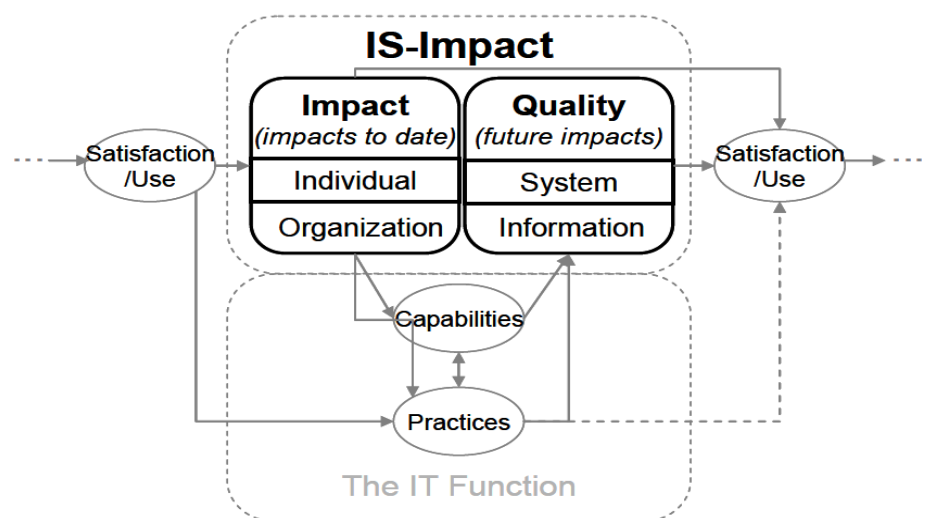 IS-Impact
Impact
(impacts to date)
Individual
Organization
Quality
(future impacts)
System
Information
Satisfaction
/Use
Satisfaction
/Use
Capabilities
Practices
The IT Function